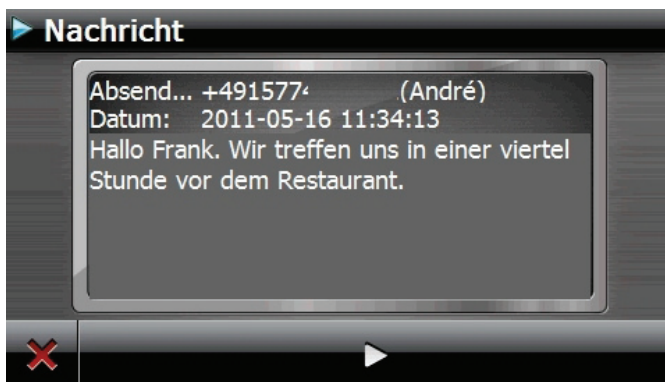 Nachricht
Absend... +491577 (André)
Datum: 2011-05-16 11:34:13
Hallo Frank. Wir treffen uns in einer viertel
Stunde vor dem Restaurant.